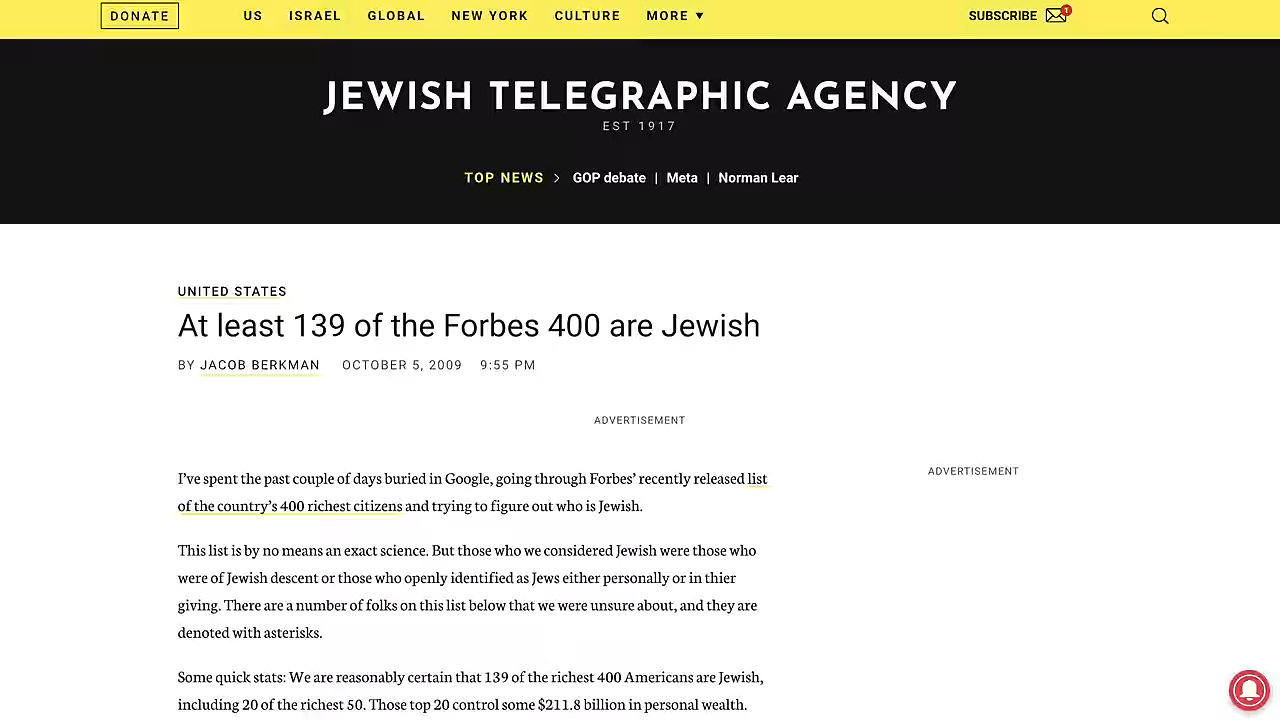 DONATE
US ISRAEL GLOBAL NEW YORK CULTURE MORE ▼
SUBSCRIBE 1
JEWISH TELEGRAPHIC AGENCY
EST 1917
TOP NEWS > GOP debate | Meta | Norman Lear
UNITED STATES
At least 139 of the Forbes 400 are Jewish
BY JACOB BERKMAN OCTOBER 5, 2009 9:55 PM
ADVERTISEMENT
ADVERTISEMENT
I’ve spent the past couple of days buried in Google, going through Forbes’ recently released list
of the country’s 400 richest citizens and trying to figure out who is Jewish.
This list is by no means an exact science. But those who we considered Jewish were those who
were of Jewish descent or those who openly identified as Jews either personally or in thier
giving. There are a number of folks on this list below that we were unsure about, and they are
denoted with asterisks.
Some quick stats: We are reasonably certain that 139 of the richest 400 Americans are Jewish,
including 20 of the richest 50. Those top 20 control some $211.8 billion in personal wealth.